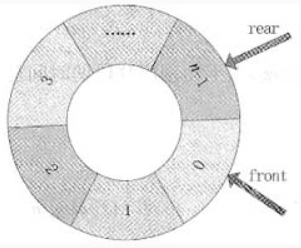 ......
rear
n-1
3
0
2
front
1